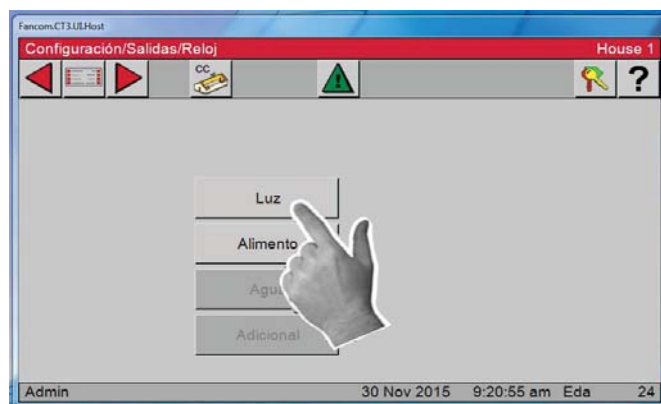 Fancom.CT3.UI.Host
Configuración/Salidas/Reloj House 1
CC
?
Luz
Alimento
Adicional
Admin 30 Nov 2015 9:20:55 am Eda 24